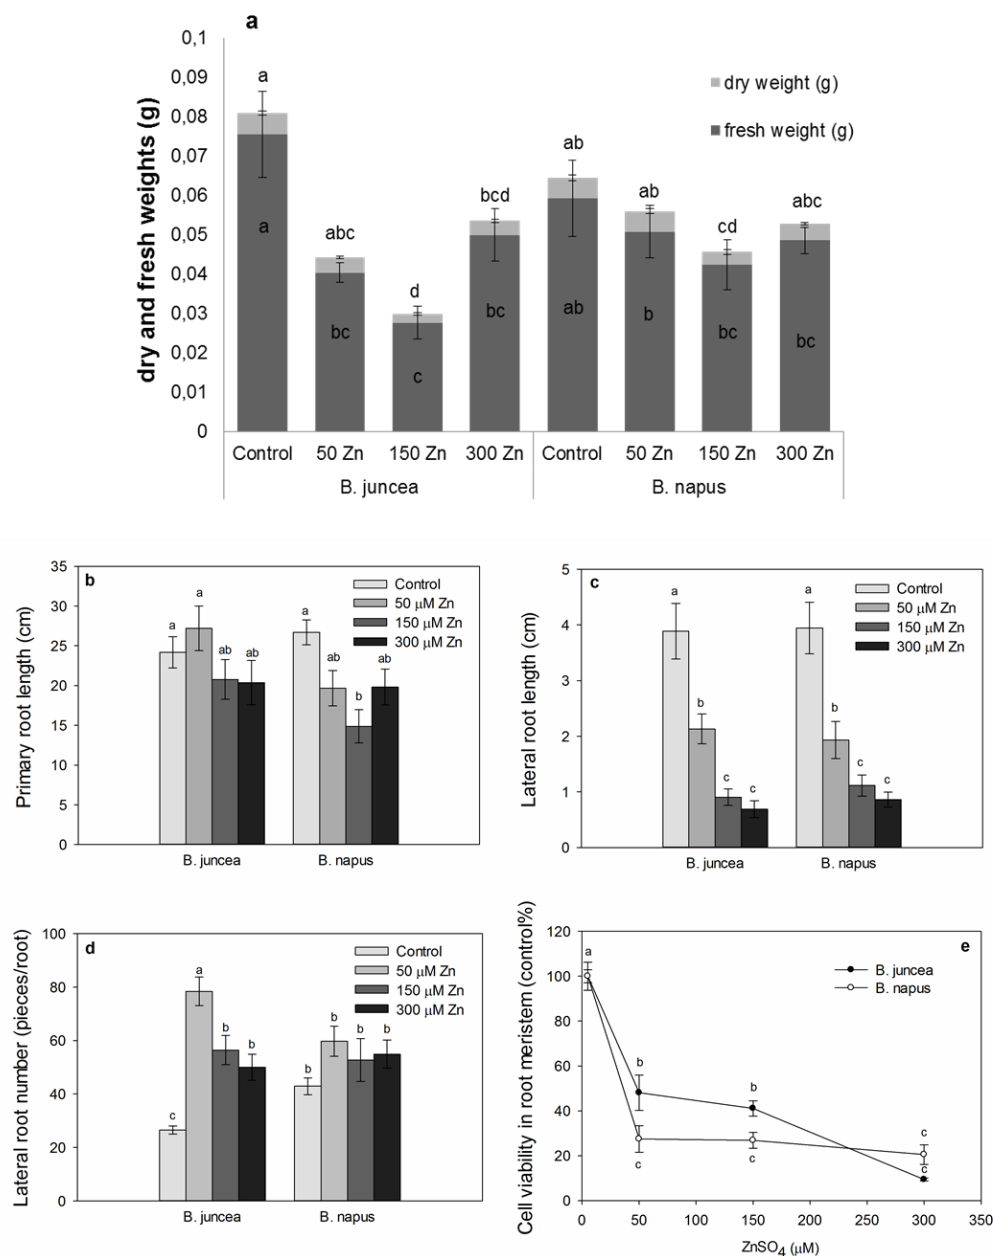 a
dry and fresh weights (g)
0,1
0,09
0,08
0,07
0,06
0,05
0,04
0,03
0,02
0,01
0
dry weight (g)
fresh weight (g)
a
abc
d
bcd
ab
ab
cd
abc
a
bc
c
bc
ab
b
bc
bc
Control 50 Zn 150 Zn 300 Zn Control 50 Zn 150 Zn 300 Zn
B. juncea B. napus
b
Primary root length (cm)
35
30
25
20
15
10
5
0
Control
50 μM Zn
150 μM Zn
300 μM Zn
a a ab ab a ab b ab
B. juncea B. napus
c
Lateral root length (cm)
5
4
3
2
1
0
Control
50 μM Zn
150 μM Zn
300 μM Zn
a b c c a b c c
B. juncea B. napus
d
Lateral root number (pieces/root)
100
80
60
40
20
0
Control
50 μM Zn
150 μM Zn
300 μM Zn
c a b b b b b b
B. juncea B. napus
e
Cell viability in root meristem (control%)
120
100
80
60
40
20
0
B. juncea
B. napus
a
b b c
c c c
0 50 100 150 200 250 300 350
ZnSO4 (μM)